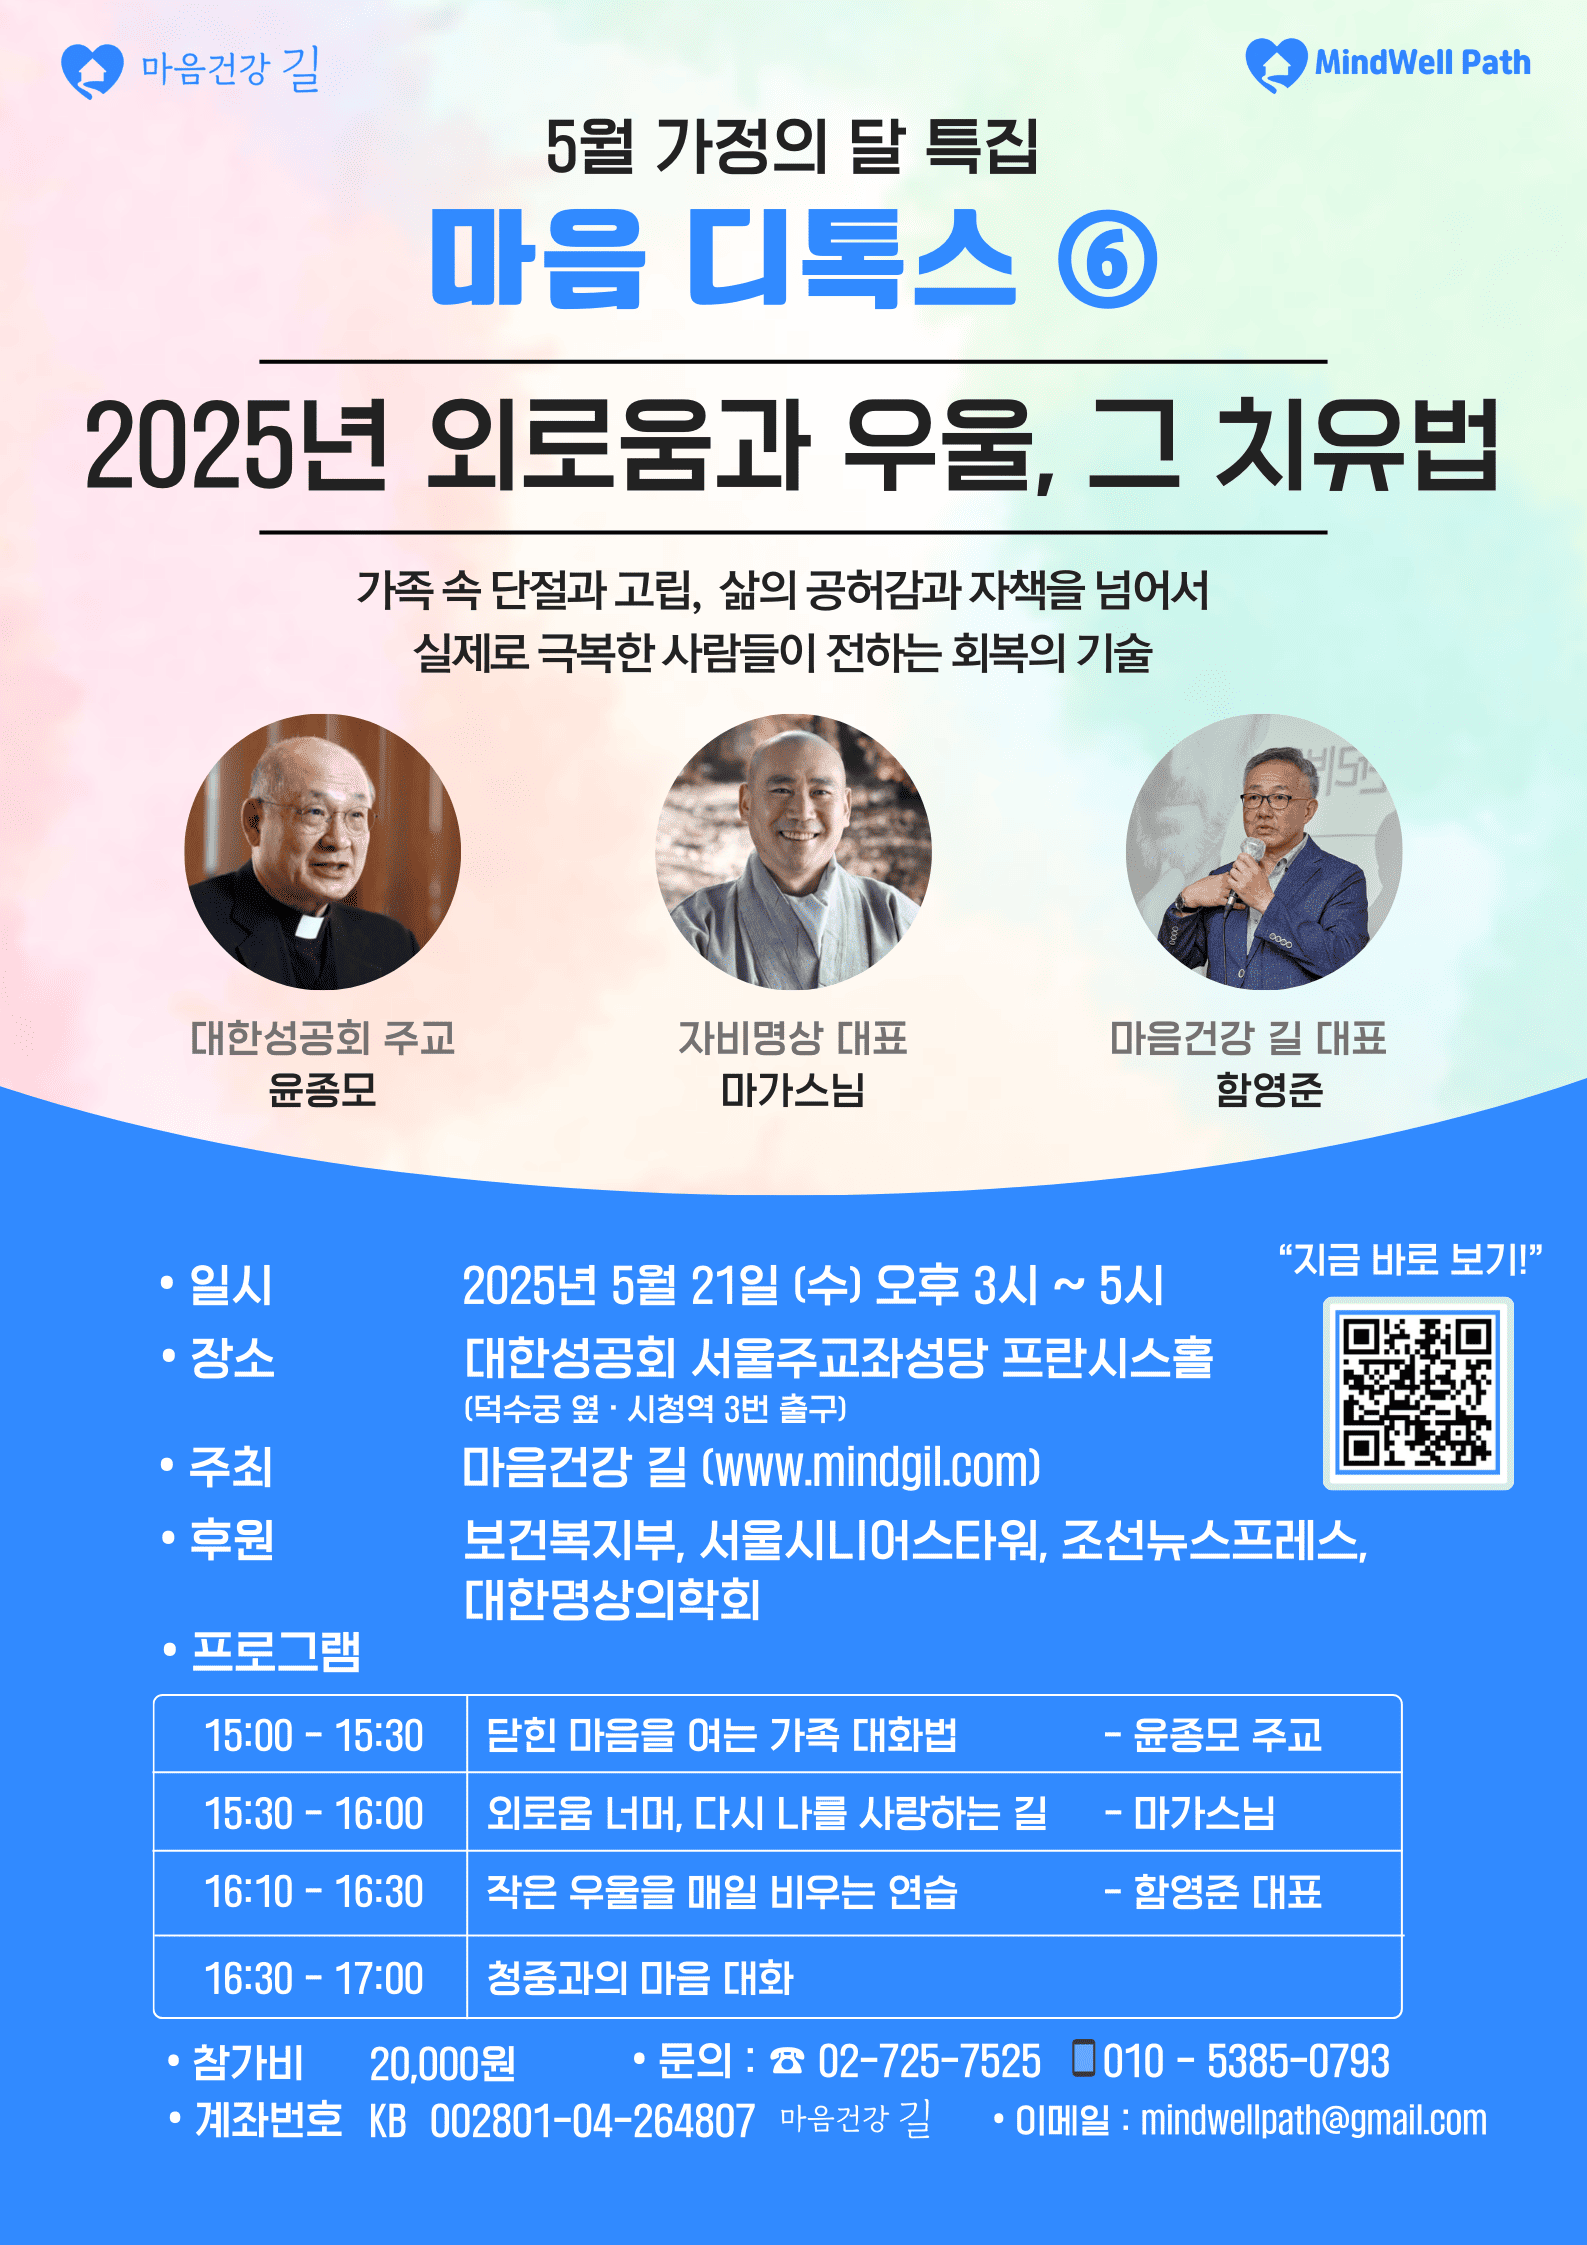 마음건강 길
MindWell Path
5월 가정의 달 특집
마음 디톡스 ⑥
2025년 외로움과 우울, 그 치유법
가족 속 단절과 고립, 삶의 공허감과 자책을 넘어서
실제로 극복한 사람들이 전하는 회복의 기술
대한성공회 주교
윤종모
자비명상 대표
마가스님
마음건강 길 대표
함영준
“지금 바로 보기!”
• 일시 2025년 5월 21일 (수) 오후 3시 ~ 5시
• 장소 대한성공회 서울주교좌성당 프란시스홀
(덕수궁 옆 · 시청역 3번 출구)
• 주최 마음건강 길 (www.mindgil.com)
• 후원 보건복지부, 서울시니어스타워, 조선뉴스프레스,
대한명상의학회
• 프로그램
15:00 - 15:30 닫힌 마음을 여는 가족 대화법 - 윤종모 주교
15:30 - 16:00 외로움 너머, 다시 나를 사랑하는 길 - 마가스님
16:10 - 16:30 작은 우울을 매일 비우는 연습 - 함영준 대표
16:30 - 17:00 청중과의 마음 대화
• 참가비 20,000원 • 문의 : ☎ 02-725-7525 010 - 5385-0793
• 계좌번호 KB 002801-04-264807 마음건강 길 • 이메일 : mindwellpath@gmail.com